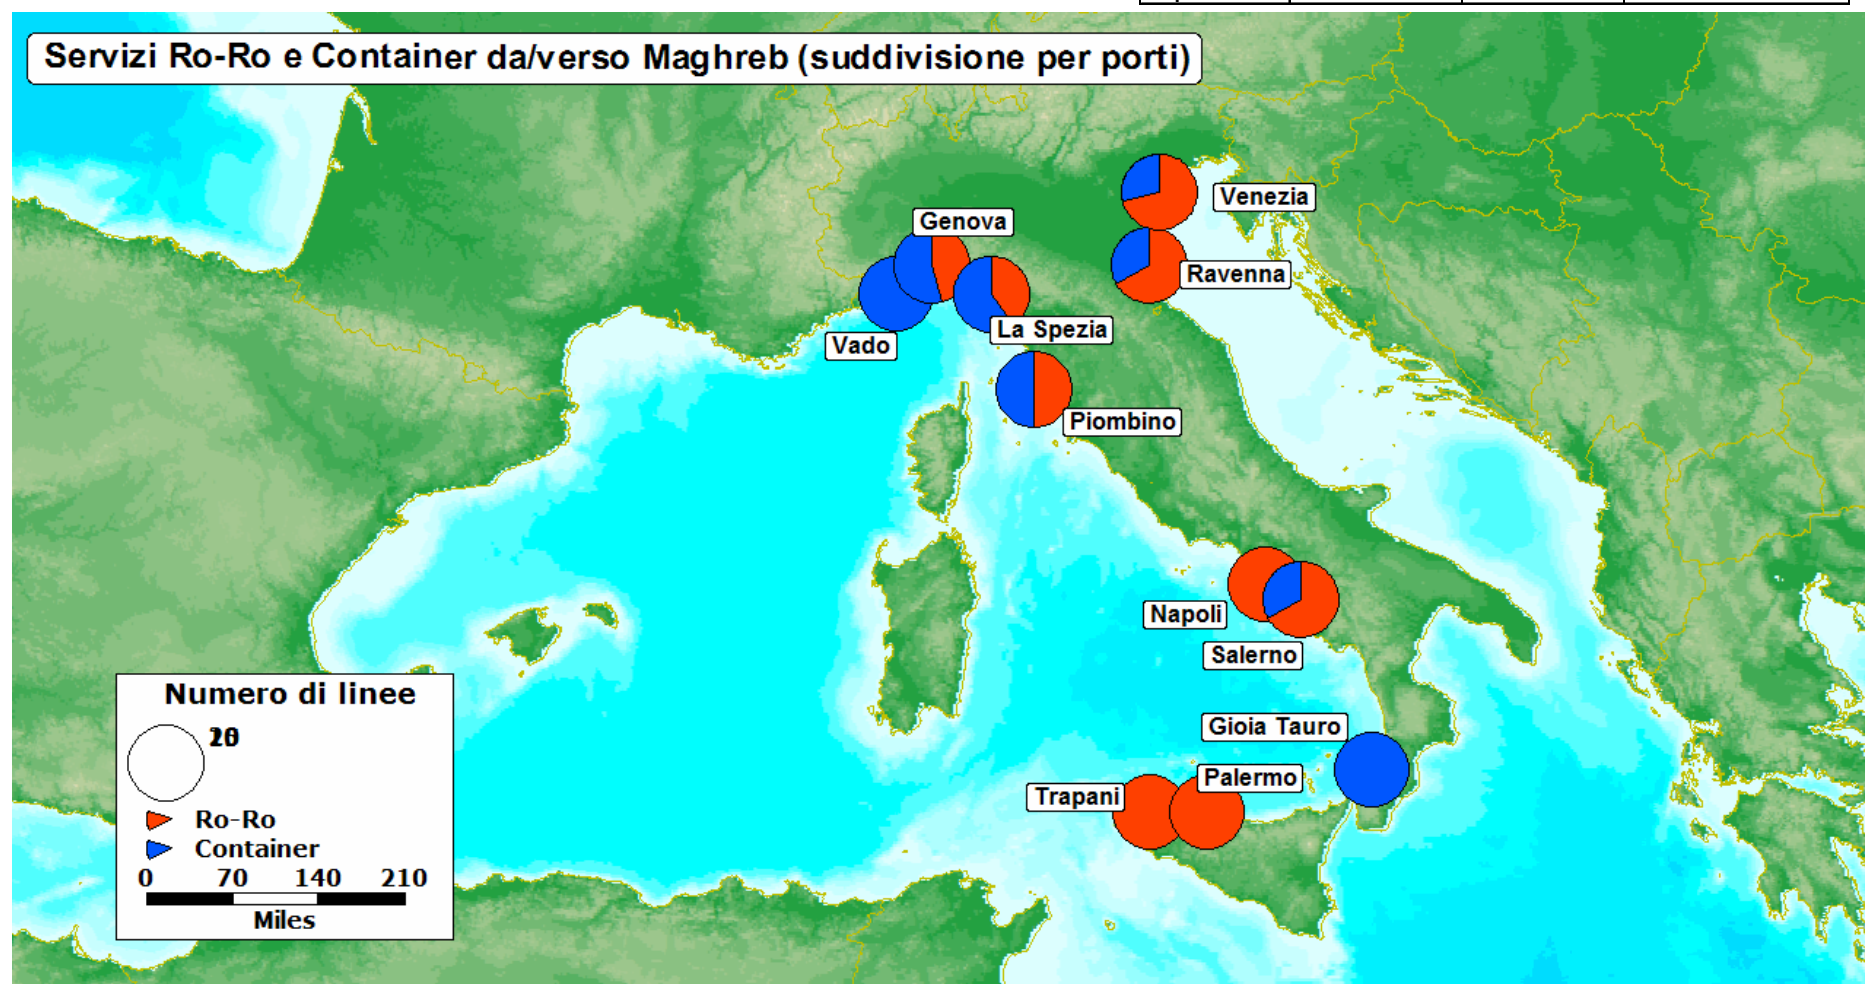 Servizi Ro-Ro e Container da/verso Maghreb (suddivisione per porti)
Venezia
Genova
Ravenna
La Spezia
Vado
Piombino
Napoli
Salerno
Gioia Tauro
Palermo
Trapani
Numero di linee
Ro-Ro
Container
0 70 140 210
Miles